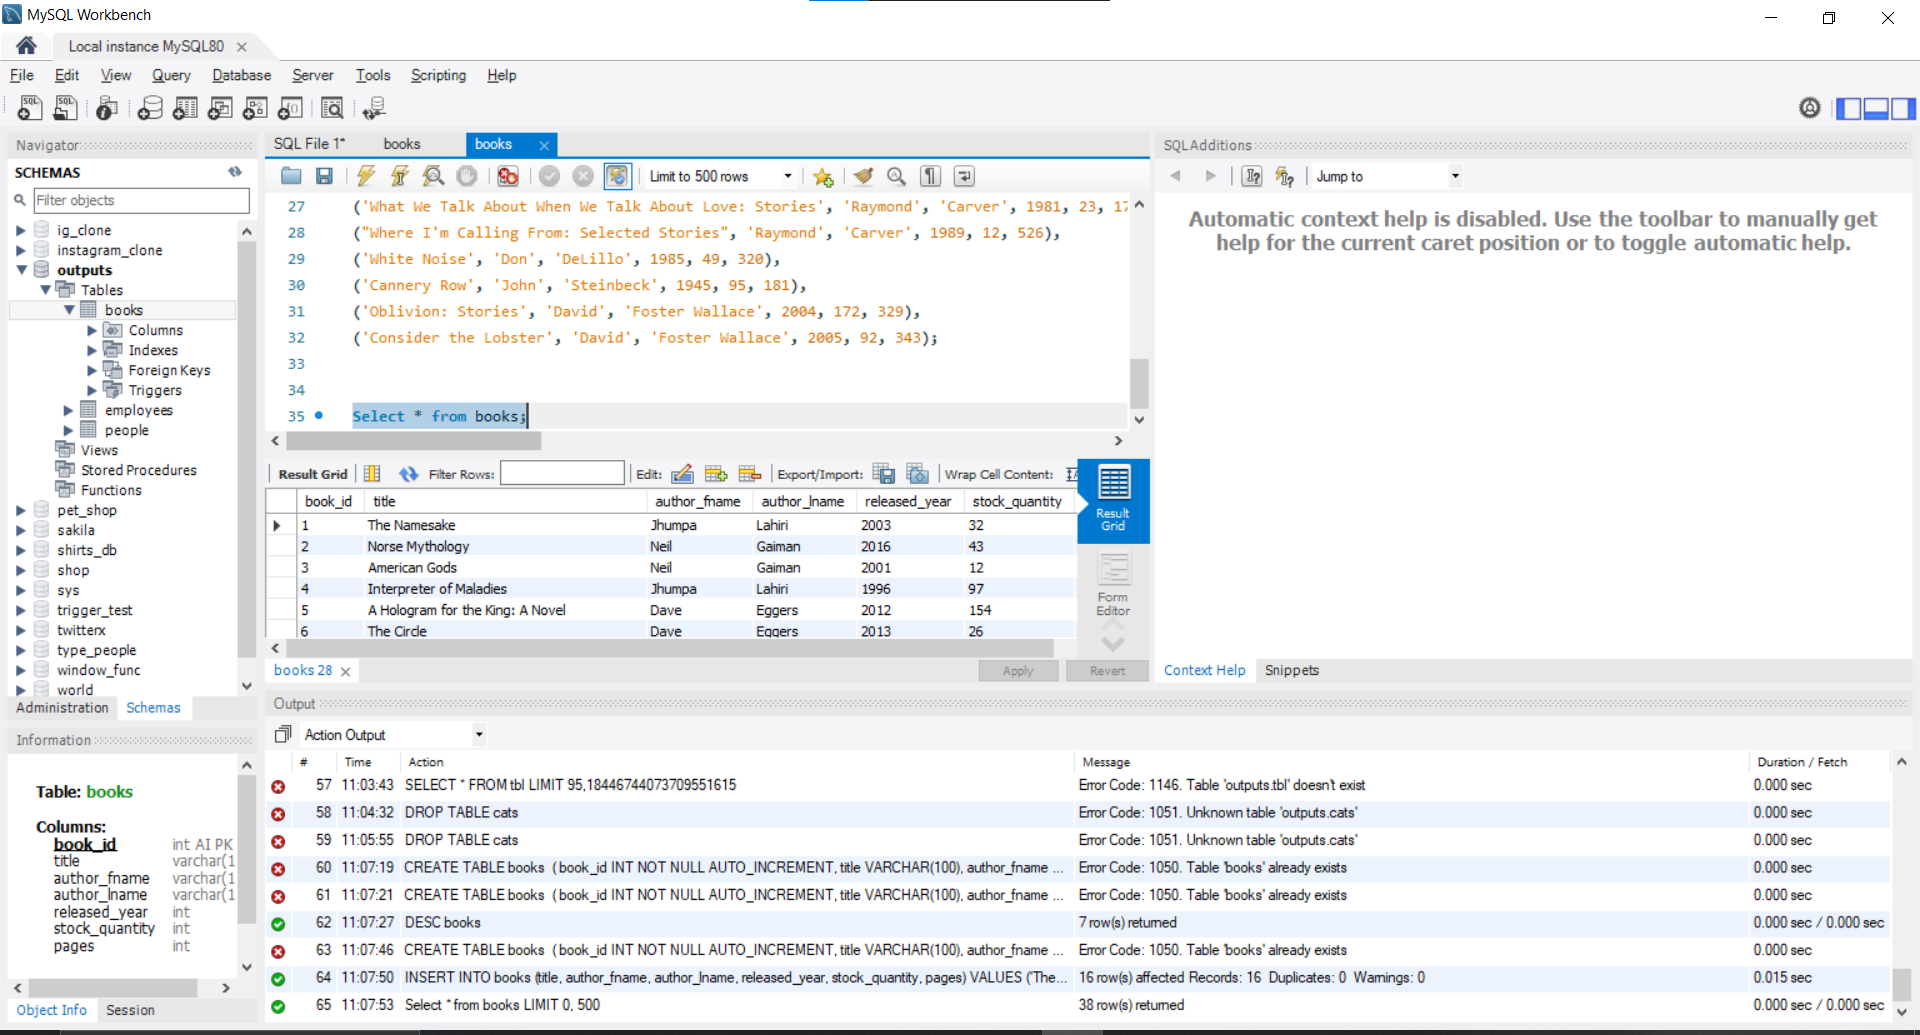 MySQL Workbench
Local instance MySQL80
File Edit View Query Database Server Tools Scripting Help
Navigator
SCHEMAS
Filter objects
ig_clone
instagram_clone
outputs
Tables
books
Columns
Indexes
Foreign Keys
Triggers
employees
people
Views
Stored Procedures
Functions
pet_shop
sakila
shirts_db
shop
sys
trigger_test
twitterx
type_people
window_func
world
Administration Schemas
Information
Table: books
Columns:
book_id int AI PK
title varchar(1
author_fname varchar(1
author_lname varchar(1
released_year int
stock_quantity int
pages int
Object Info Session
SQL File 1* books books
Limit to 500 rows
27 ('What We Talk About When We Talk About Love: Stories', 'Raymond', 'Carver', 1981, 23, 17
28 ("Where I'm Calling From: Selected Stories", 'Raymond', 'Carver', 1989, 12, 526),
29 ('White Noise', 'Don', 'DeLillo', 1985, 49, 320),
30 ('Cannery Row', 'John', 'Steinbeck', 1945, 95, 181),
31 ('Oblivion: Stories', 'David', 'Foster Wallace', 2004, 172, 329),
32 ('Consider the Lobster', 'David', 'Foster Wallace', 2005, 92, 343);
33
34
35 Select * from books;
Result Grid Filter Rows: Edit: Export/Import: Wrap Cell Content:
book_id title author_fname author_lname released_year stock_quantity
1 The Namesake Jhumpa Lahiri 2003 32
2 Norse Mythology Neil Gaiman 2016 43
3 American Gods Neil Gaiman 2001 12
4 Interpreter of Maladies Jhumpa Lahiri 1996 97
5 A Hologram for the King: A Novel Dave Eggers 2012 154
6 The Circle Dave Eggers 2013 26
Result
Grid
Form
Editor
books 28 Apply Revert
SQLAdditions
Jump to
Automatic context help is disabled. Use the toolbar to manually get
help for the current caret position or to toggle automatic help.
Context Help Snippets
Output
Action Output
# Time Action Message Duration / Fetch
57 11:03:43 SELECT * FROM tbl LIMIT 95,18446744073709551615 Error Code: 1146. Table 'outputs.tbl' doesn't exist 0.000 sec
58 11:04:32 DROP TABLE cats Error Code: 1051. Unknown table 'outputs.cats' 0.000 sec
59 11:05:55 DROP TABLE cats Error Code: 1051. Unknown table 'outputs.cats' 0.000 sec
60 11:07:19 CREATE TABLE books ( book_id INT NOT NULL AUTO_INCREMENT, title VARCHAR(100), author_fname ... Error Code: 1050. Table 'books' already exists 0.000 sec
61 11:07:21 CREATE TABLE books ( book_id INT NOT NULL AUTO_INCREMENT, title VARCHAR(100), author_fname ... Error Code: 1050. Table 'books' already exists 0.000 sec
62 11:07:27 DESC books 7 row(s) returned 0.000 sec / 0.000 sec
63 11:07:46 CREATE TABLE books ( book_id INT NOT NULL AUTO_INCREMENT, title VARCHAR(100), author_fname ... Error Code: 1050. Table 'books' already exists 0.000 sec
64 11:07:50 INSERT INTO books (title, author_fname, author_lname, released_year, stock_quantity, pages) VALUES ('The... 16 row(s) affected Records: 16 Duplicates: 0 Warnings: 0 0.015 sec
65 11:07:53 Select * from books LIMIT 0, 500 38 row(s) returned 0.000 sec / 0.000 sec